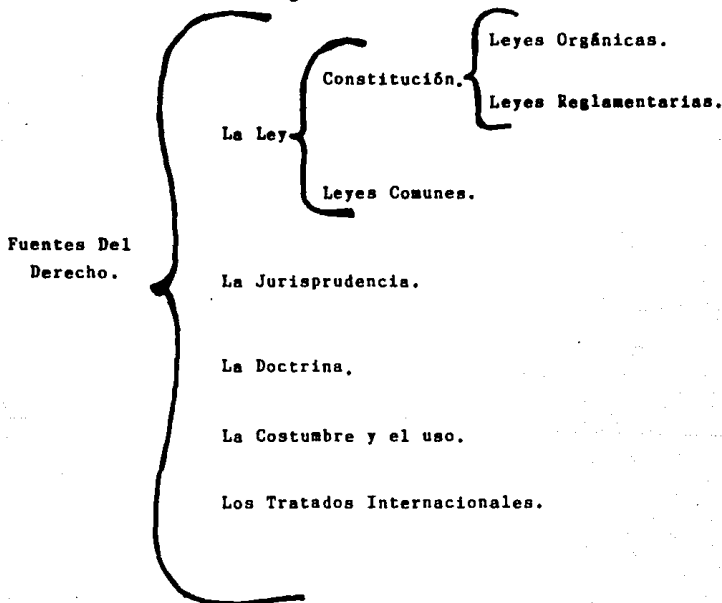 Leyes Orgánicas.
Constitución.
Leyes Reglamentarias.
La Ley
Leyes Comunes.
Fuentes Del
Derecho.
La Jurisprudencia.
La Doctrina.
La Costumbre y el uso.
Los Tratados Internacionales.